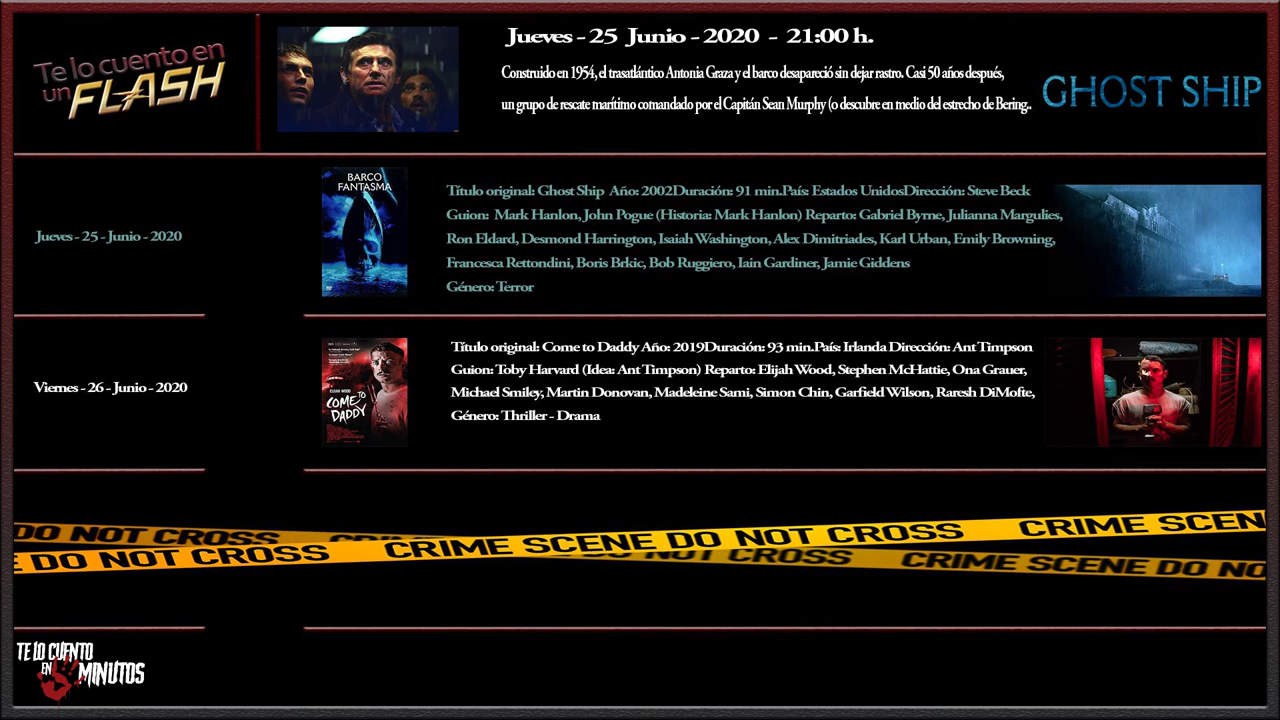 Te lo cuento en
un FLASH
Jueves - 25 Junio - 2020 - 21:00 h.
Construido en 1954, el trasatlántico Antonia Graza y el barco desapareció sin dejar rastro. Casi 50 años después,
un grupo de rescate marítimo comandado por el Capitán Sean Murphy (o descubre en medio del estrecho de Bering..
GHOST SHIP
Jueves - 25 - Junio - 2020
BARCO
FANTASMA
Título original: Ghost Ship Año: 2002Duración: 91 min.País: Estados UnidosDirección: Steve Beck
Guion: Mark Hanlon, John Pogue (Historia: Mark Hanlon) Reparto: Gabriel Byrne, Julianna Margulies,
Ron Eldard, Desmond Harrington, Isaiah Washington, Alex Dimitriades, Karl Urban, Emily Browning,
Francesca Rettondini, Boris Brkic, Bob Ruggiero, Iain Gardiner, Jamie Giddens
Género: Terror
Viernes - 26 - Junio - 2020
ELIJAH WOOD
COME TO
DADDY
Título original: Come to Daddy Año: 2019Duración: 93 min.País: Irlanda Dirección: Ant Timpson
Guion: Toby Harvard (Idea: Ant Timpson) Reparto: Elijah Wood, Stephen McHattie, Ona Grauer,
Michael Smiley, Martin Donovan, Madeleine Sami, Simon Chin, Garfield Wilson, Raresh DiMofte,
Género: Thriller - Drama
DO NOT CROSS
CRIME SCENE DO NOT CROSS
CRIME SCEN
E DO NOT CROSS
DO NOT CROSS
CRIME SCENE DO NO
TE LO CUENTO
EN 5 MINUTOS